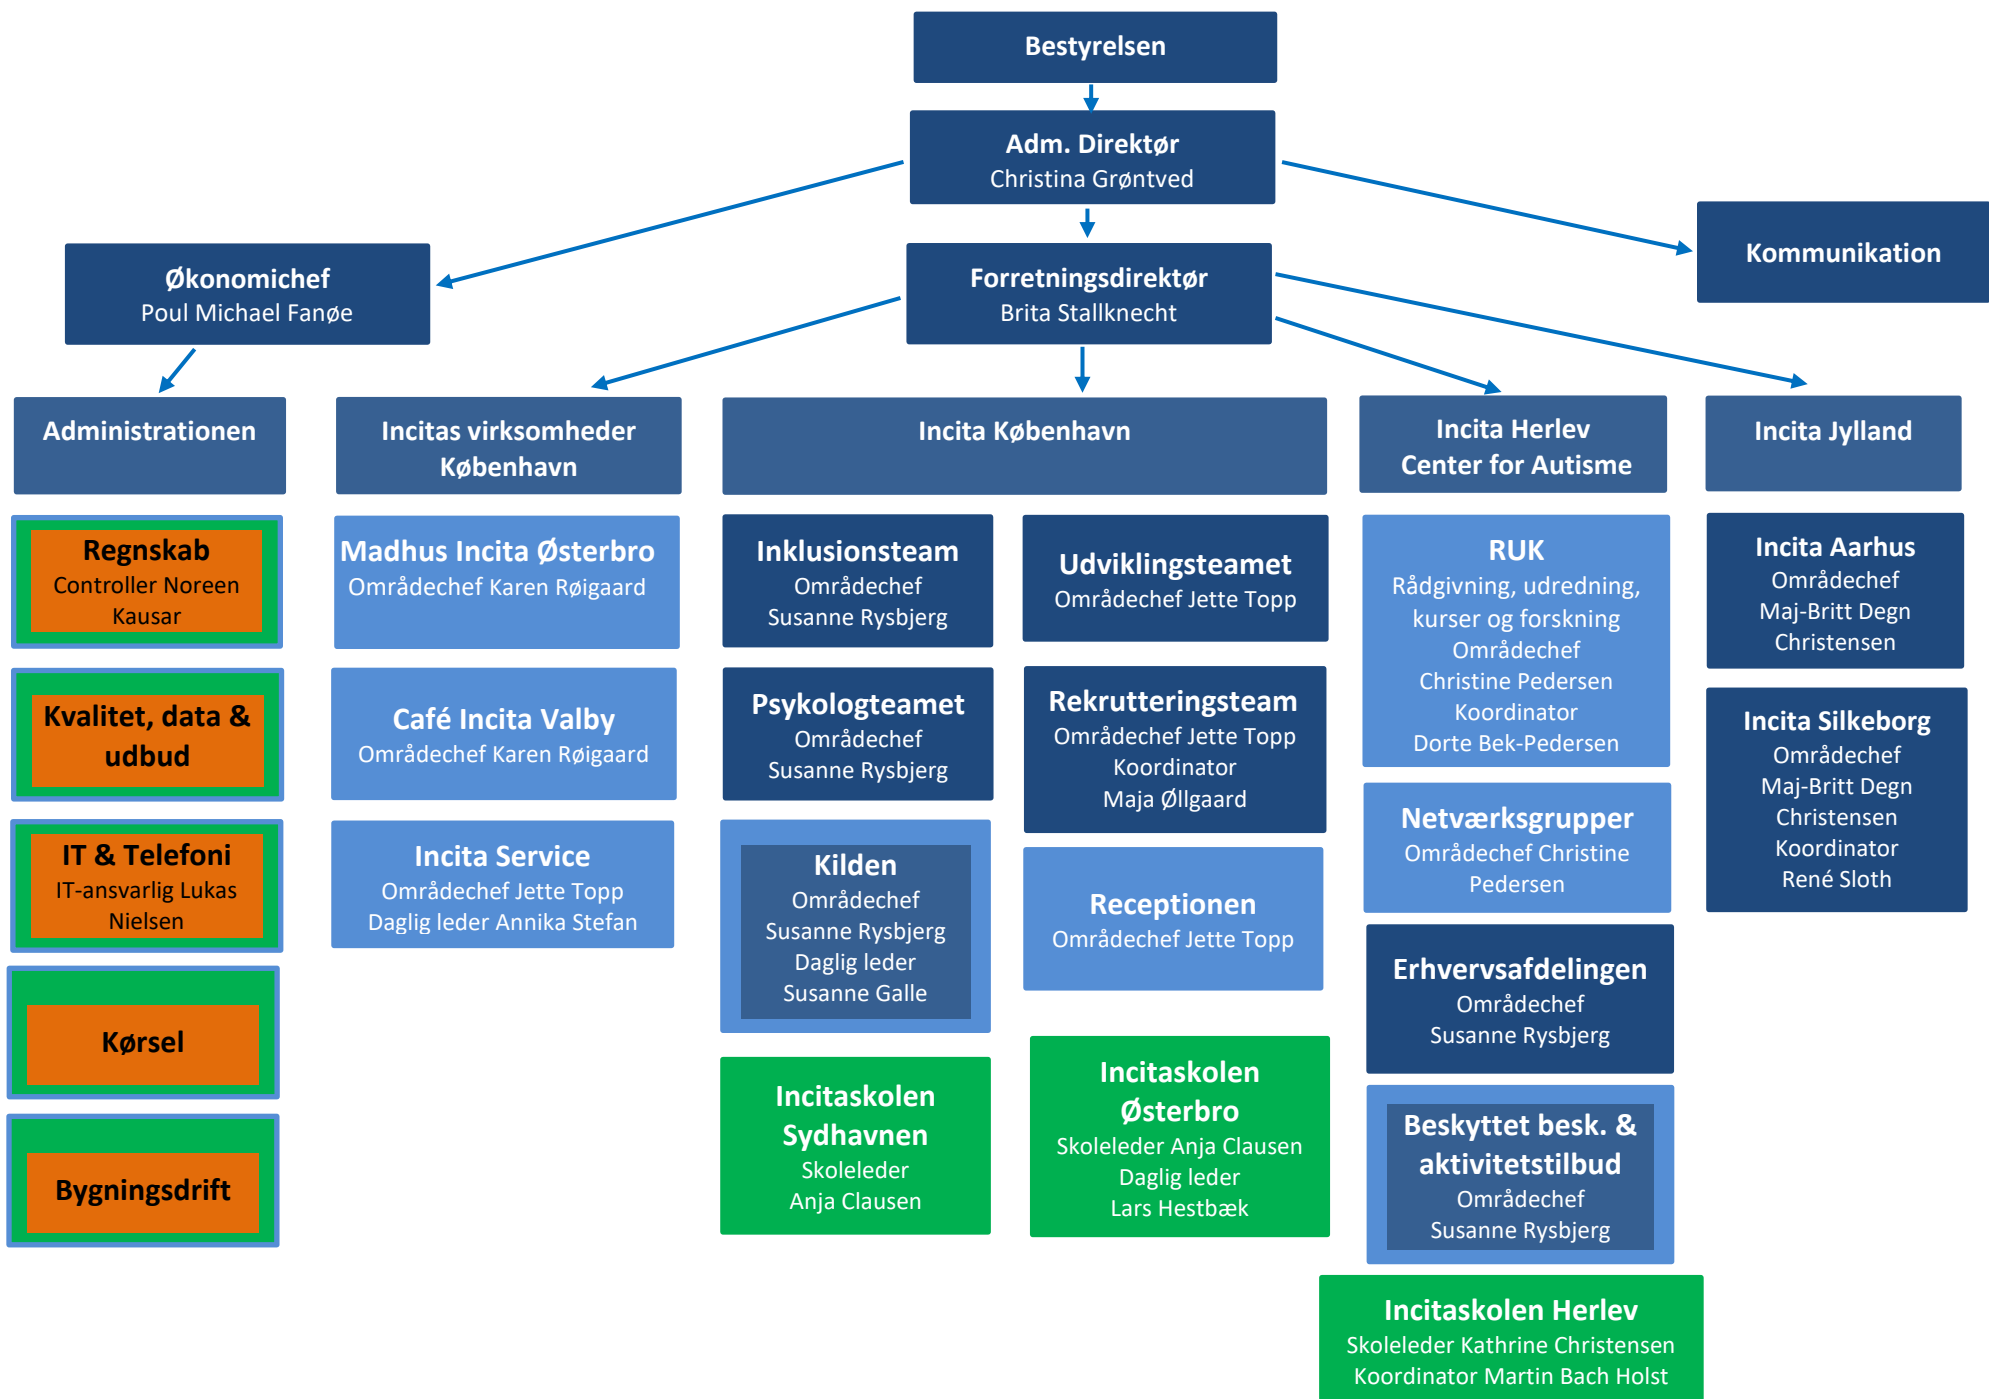 Bestyrelsen
Adm. Direktør
Christina Grøntved
Økonomichef
Poul Michael Fanøe
Forretningsdirektør
Brita Stallknecht
Kommunikation
Administrationen
Regnskab
Controller Noreen
Kausar
Kvalitet, data &
udbud
IT & Telefoni
IT-ansvarlig Lukas
Nielsen
Kørsel
Bygningsdrift
Incitas virksomheder
København
Madhus Incita Østerbro
Områdechef Karen Røigaard
Café Incita Valby
Områdechef Karen Røigaard
Incita Service
Områdechef Jette Topp
Daglig leder Annika Stefan
Incita København
Inklusionsteam
Områdechef
Susanne Rysbjerg
Psykologteamet
Områdechef
Susanne Rysbjerg
Kilden
Områdechef
Susanne Rysbjerg
Daglig leder
Susanne Galle
Incitaskolen
Sydhavnen
Skoleleder
Anja Clausen
Udviklingsteamet
Områdechef Jette Topp
Rekrutteringsteam
Områdechef Jette Topp
Koordinator
Maja Øllgaard
Receptionen
Områdechef Jette Topp
Incitaskolen
Østerbro
Skoleleder Anja Clausen
Daglig leder
Lars Hestbæk
Incita Herlev
Center for Autisme
RUK
Rådgivning, udredning,
kurser og forskning
Områdechef
Christine Pedersen
Koordinator
Dorte Bek-Pedersen
Netværksgrupper
Områdechef Christine
Pedersen
Erhvervsafdelingen
Områdechef
Susanne Rysbjerg
Beskyttet besk. &
aktivitetstilbud
Områdechef
Susanne Rysbjerg
Incitaskolen Herlev
Skoleleder Kathrine Christensen
Koordinator Martin Bach Holst
Incita Jylland
Incita Aarhus
Områdechef
Maj-Britt Degn
Christensen
Incita Silkeborg
Områdechef
Maj-Britt Degn
Christensen
Koordinator
René Sloth